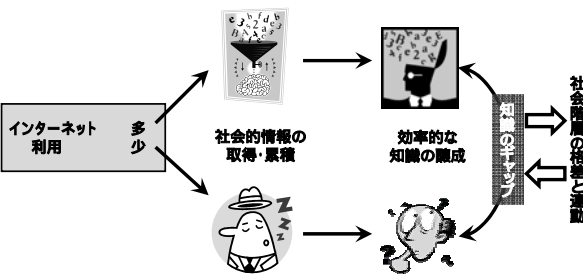 インターネット 多
利用 少
社会的情報の
取得・累積
効率的な
知識の醸成
知識のギャップ
社会階層の格差と連動
Z
Z
Z
Z